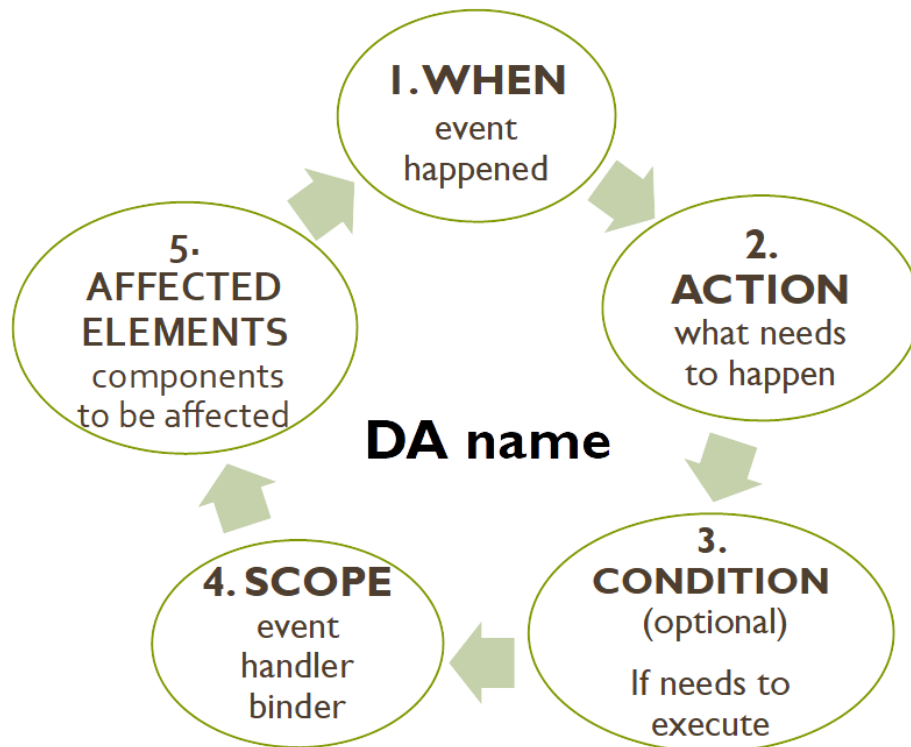 1. WHEN
event
happened
2.
ACTION
what needs
to happen
3.
CONDITION
(optional)
If needs to
execute
4. SCOPE
event
handler
binder
5.
AFFECTED
ELEMENTS
components
to be affected
DA name